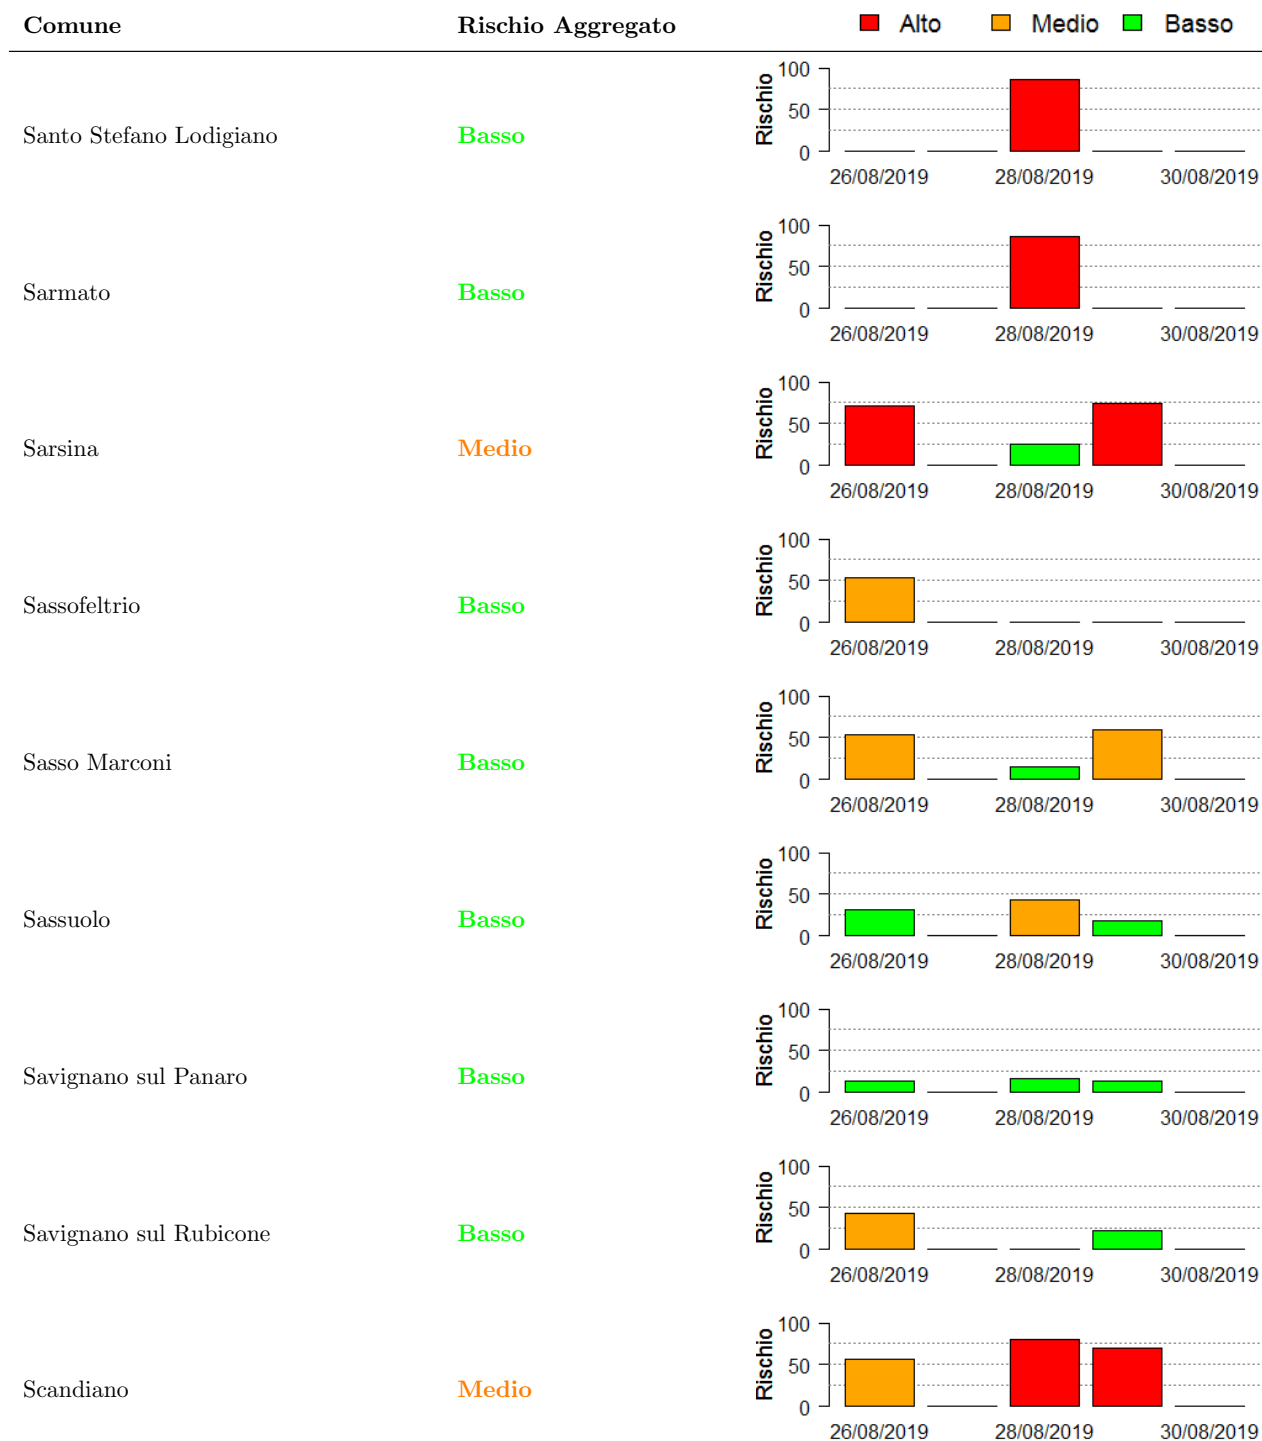 Comune Rischio Aggregato Alto Medio Basso
Santo Stefano Lodigiano Basso
Rischio
100
50
0
26/08/2019 28/08/2019 30/08/2019
Sarmato Basso
Rischio
100
50
0
26/08/2019 28/08/2019 30/08/2019
Sarsina Medio
Rischio
100
50
0
26/08/2019 28/08/2019 30/08/2019
Sassofeltrio Basso
Rischio
100
50
0
26/08/2019 28/08/2019 30/08/2019
Sasso Marconi Basso
Rischio
100
50
0
26/08/2019 28/08/2019 30/08/2019
Sassuolo Basso
Rischio
100
50
0
26/08/2019 28/08/2019 30/08/2019
Savignano sul Panaro Basso
Rischio
100
50
0
26/08/2019 28/08/2019 30/08/2019
Savignano sul Rubicone Basso
Rischio
100
50
0
26/08/2019 28/08/2019 30/08/2019
Scandiano Medio
Rischio
100
50
0
26/08/2019 28/08/2019 30/08/2019